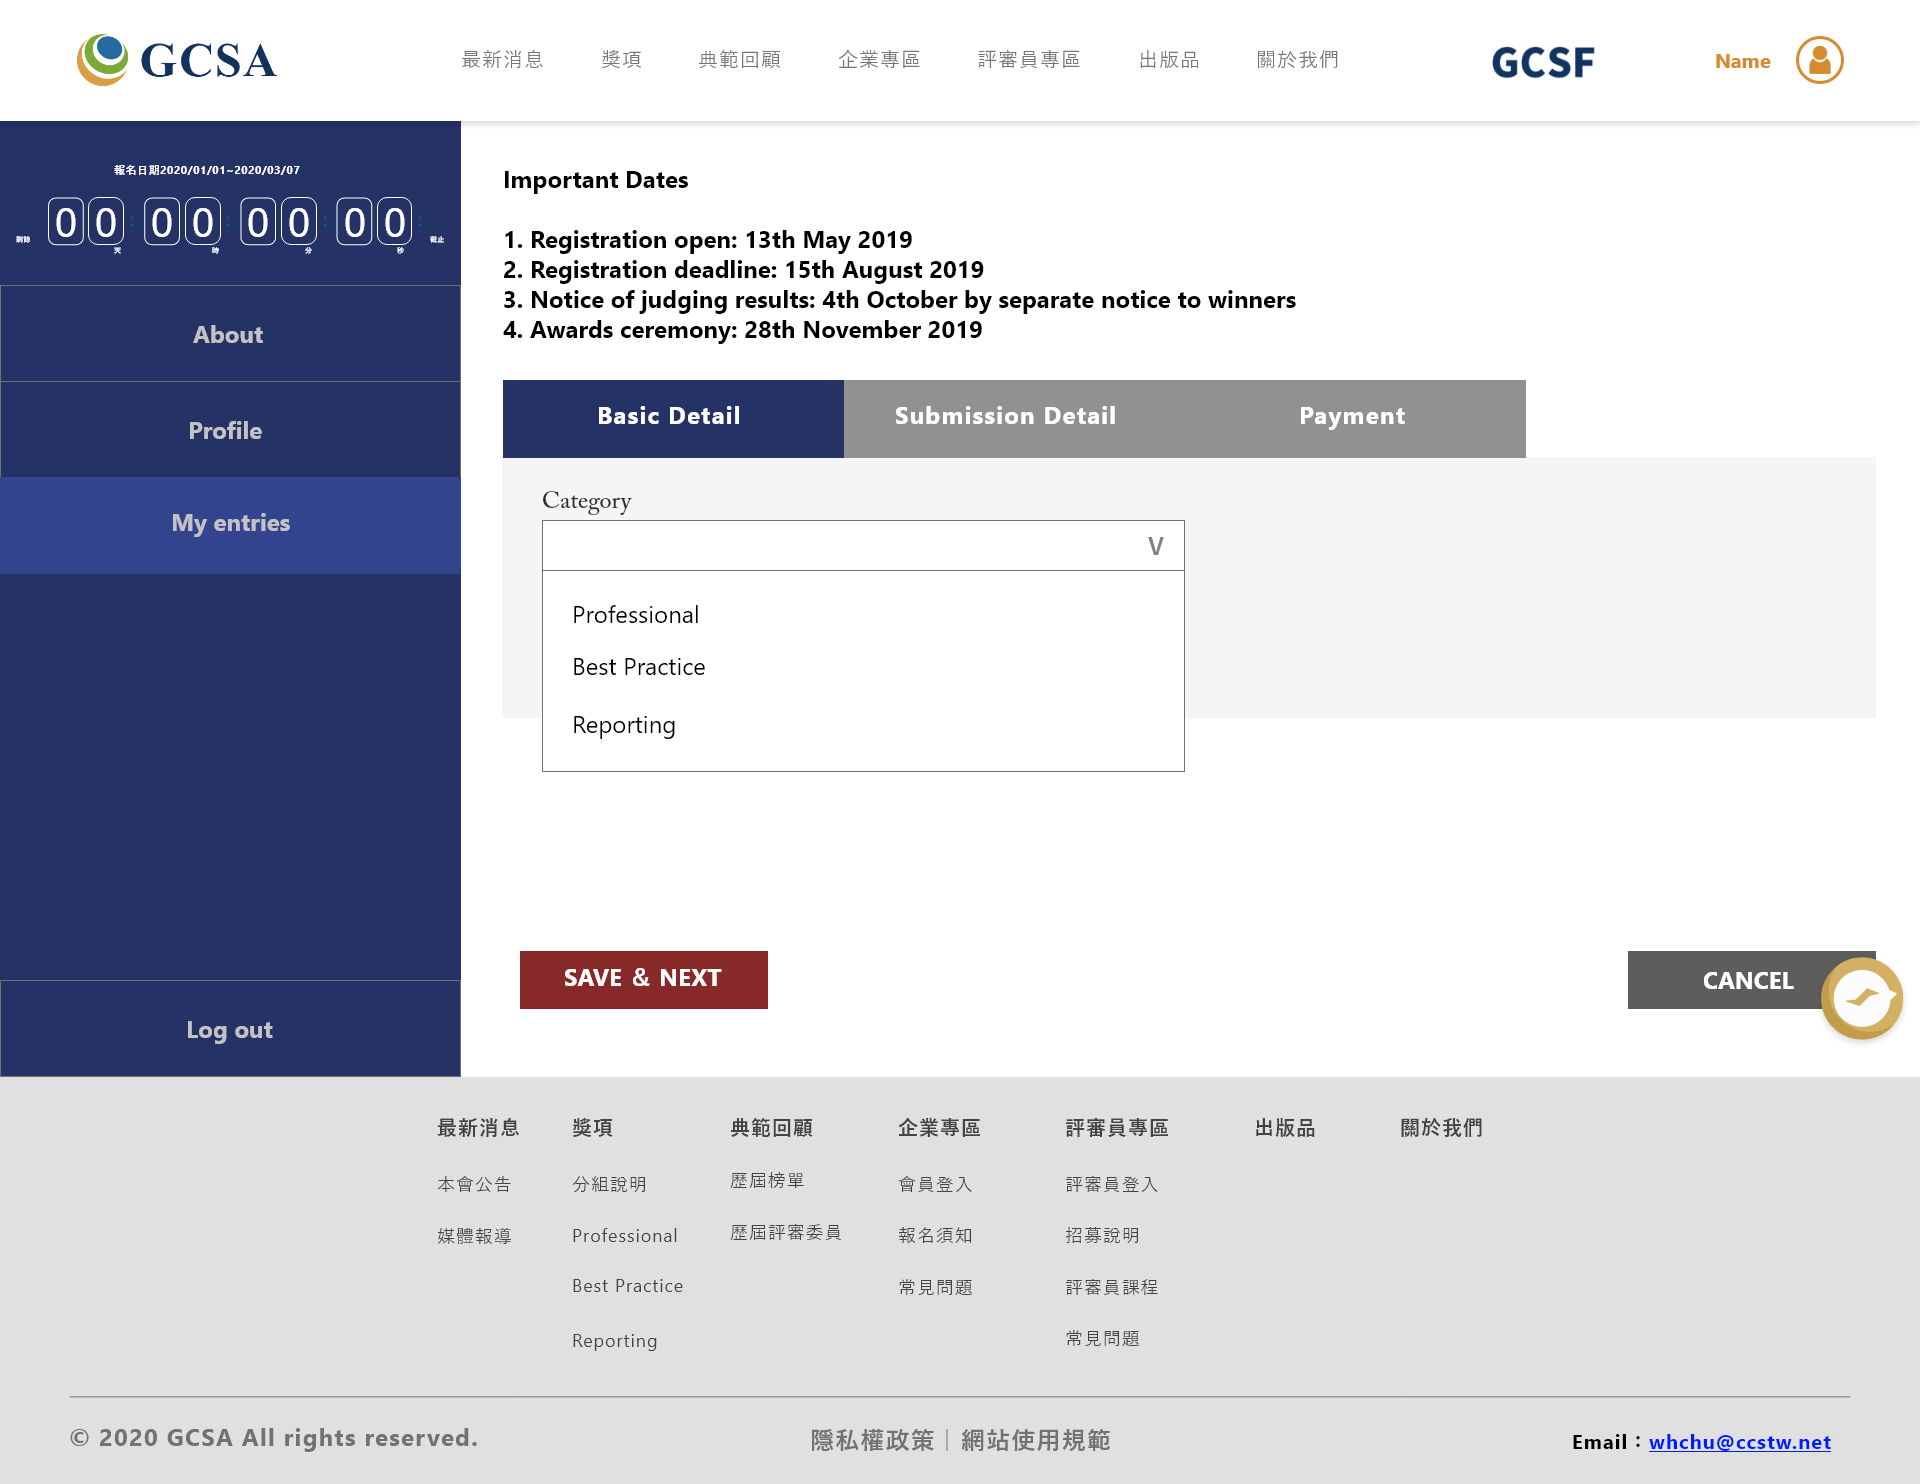 GCSA
最新消息 獎項 典範回顧 企業專區 評審員專區 出版品 關於我們
GCSF
Name
報名日期2020/01/01~2020/03/07
剩餘 00 : 00 : 00 : 00 : 截止
天 時 分 秒
About
Profile
My entries
Log out
Important Dates
1. Registration open: 13th May 2019
2. Registration deadline: 15th August 2019
3. Notice of judging results: 4th October by separate notice to winners
4. Awards ceremony: 28th November 2019
Basic Detail Submission Detail Payment
Category
V
Professional
Best Practice
Reporting
SAVE & NEXT
CANCEL
最新消息 獎項 典範回顧 企業專區 評審員專區 出版品 關於我們
本會公告 分組說明 歷屆榜單 會員登入 評審員登入
媒體報導 Professional 歷屆評審委員 報名須知 招募說明
Best Practice 常見問題 評審員課程
Reporting 常見問題
© 2020 GCSA All rights reserved.
隱私權政策｜網站使用規範
Email：whchu@ccstw.net